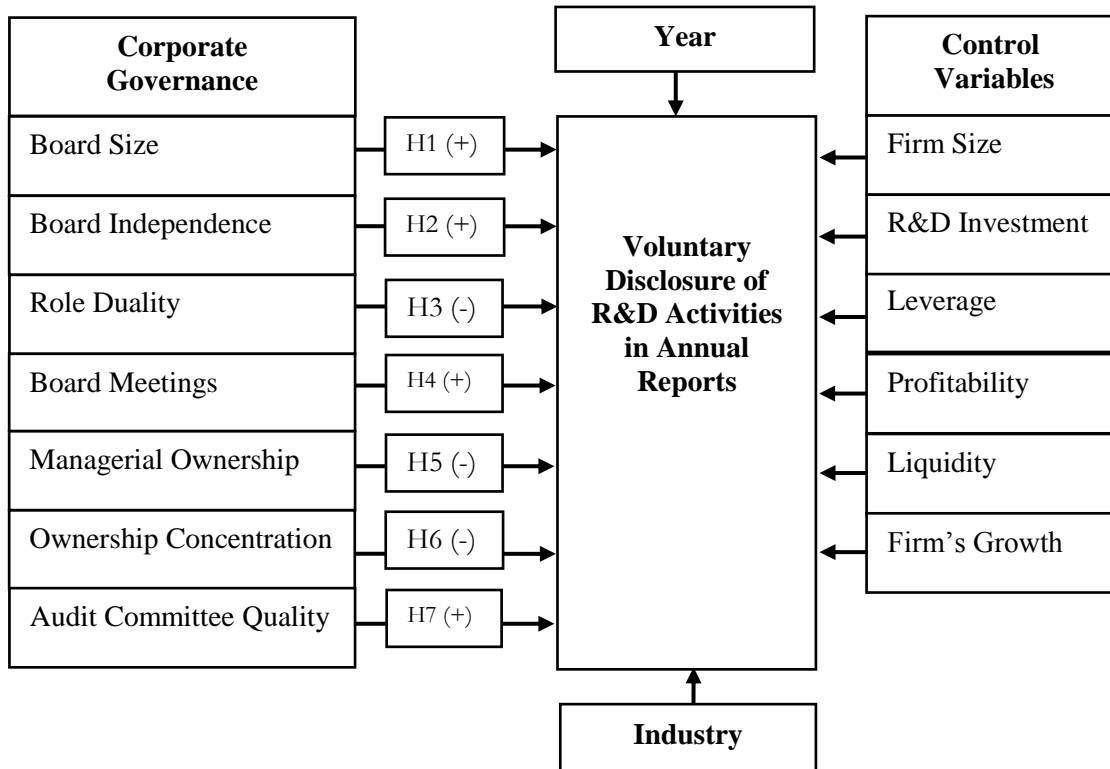 Corporate
Governance
Board Size
Board Independence
Role Duality
Board Meetings
Managerial Ownership
Ownership Concentration
Audit Committee Quality
H1 (+)
H2 (+)
H3 (-)
H4 (+)
H5 (-)
H6 (-)
H7 (+)
Year
Voluntary
Disclosure of
R&D Activities
in Annual
Reports
Industry
Control
Variables
Firm Size
R&D Investment
Leverage
Profitability
Liquidity
Firm’s Growth